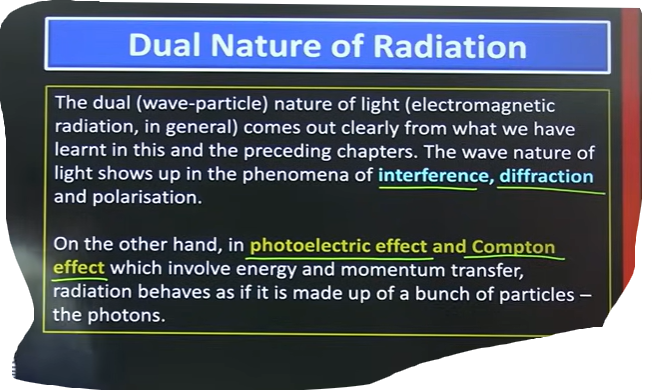 Dual Nature of Radiation
The dual (wave-particle) nature of light (electromagnetic
radiation, in general) comes out clearly from what we have
learnt in this and the preceding chapters. The wave nature of
light shows up in the phenomena of interference, diffraction
and polarisation.
On the other hand, in photoelectric effect and Compton
effect which involve energy and momentum transfer,
radiation behaves as if it is made up of a bunch of particles –
the photons.